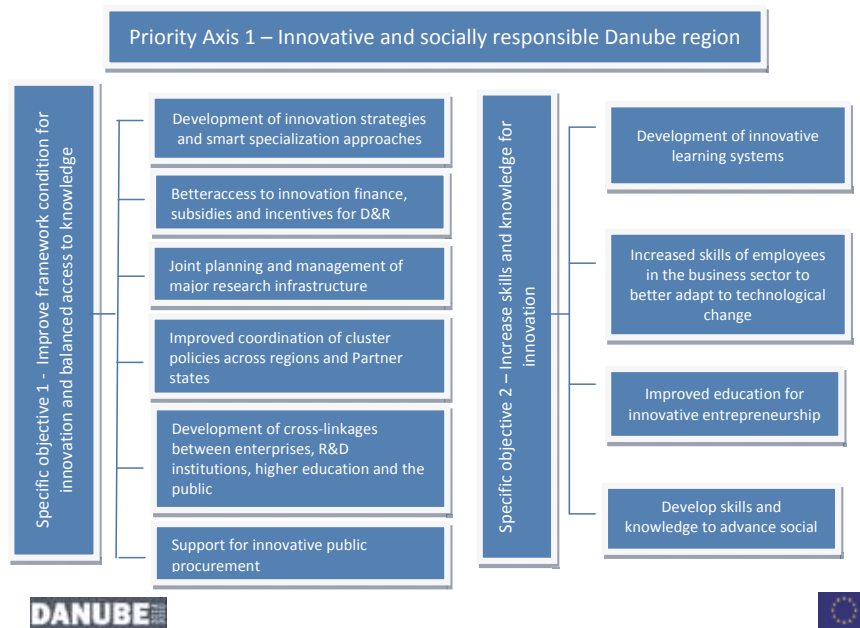 Priority Axis 1 – Innovative and socially responsible Danube region
Specific objective 1 - Improve framework condition for
innovation and balanced access to knowledge
Development of innovation strategies
and smart specialization approaches
Betteraccess to innovation finance,
subsidies and incentives for D&R
Joint planning and management of
major research infrastructure
Improved coordination of cluster
policies across regions and Partner
states
Development of cross-linkages
between enterprises, R&D
institutions, higher education and the
public
Support for innovative public
procurement
Specific objective 2 – Increase skills and knowledge for
innovation
Development of innovative
learning systems
Increased skills of employees
in the business sector to
better adapt to technological
change
Improved education for
innovative entrepreneurship
Develop skills and
knowledge to advance social
DANUBE